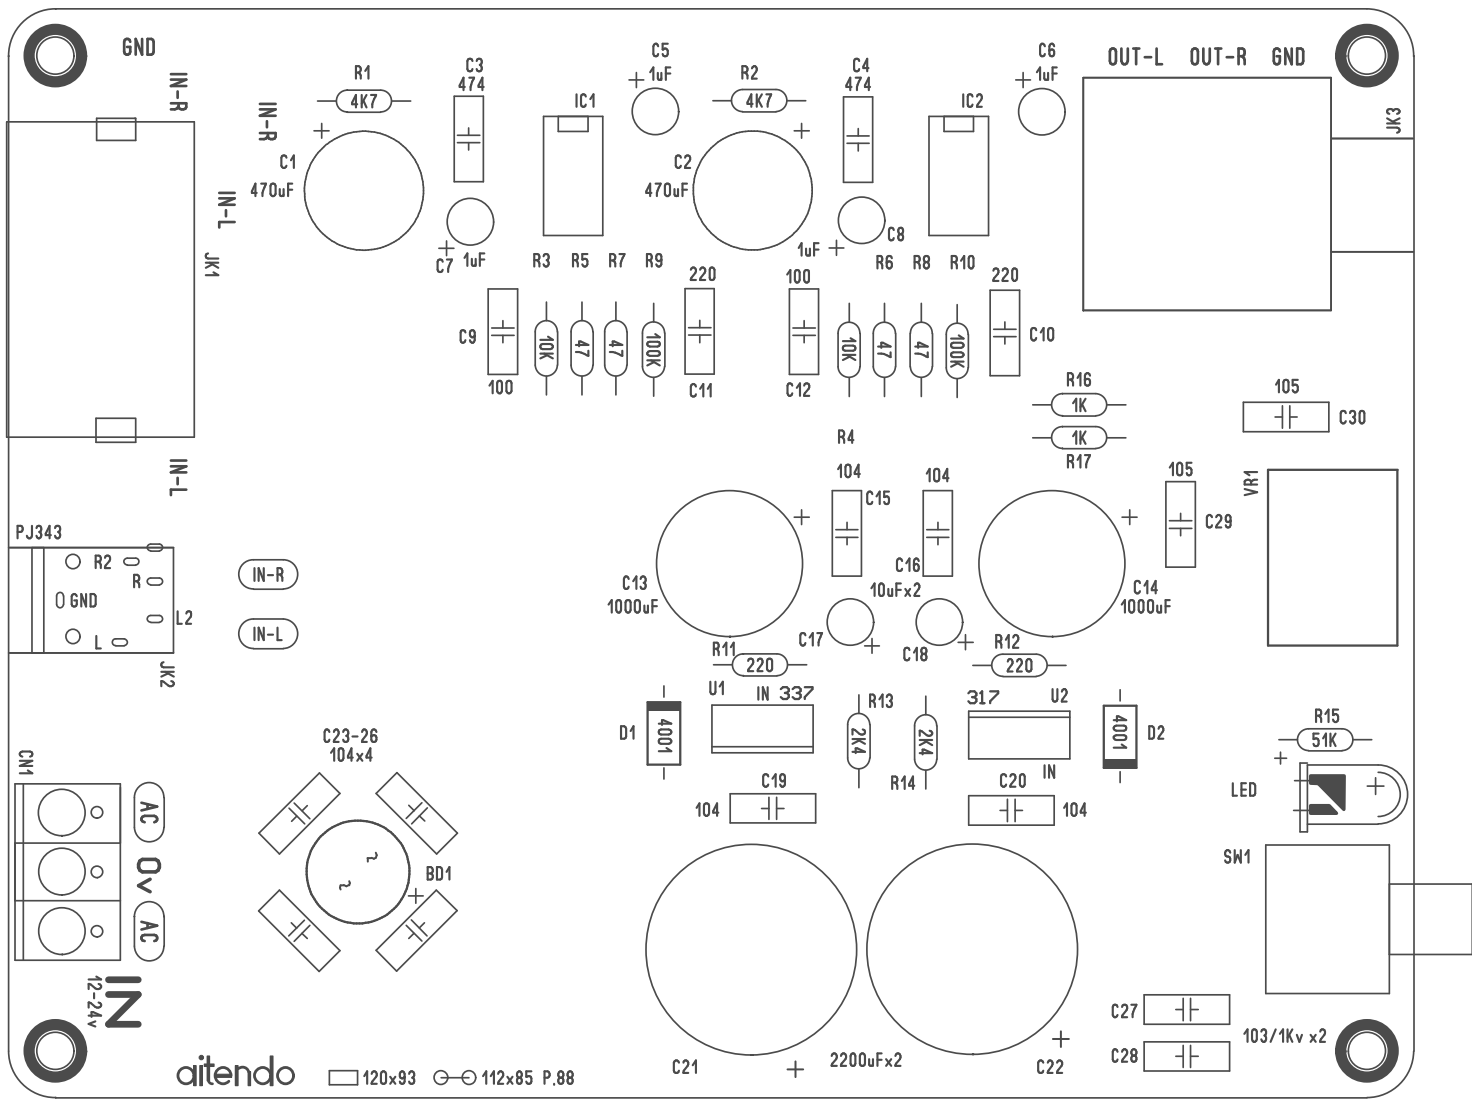 GND
IN-R
IN-R
IN-L
IN-L
JK1
R1
4K7
C1
470uF
C3
474
C7
1uF
IC1
C5
1uF
R2
4K7
C2
470uF
C4
474
C8
1uF
IC2
C6
1uF
OUT-L OUT-R GND
JK3
R3 R5 R7 R9
10K
47
47
100K
C9
100
220
C11
R6 R8 R10
100
C12
10K
47
47
100K
220
C10
R4
R16
1K
1K
R17
105
C30
105
C29
VR1
104
C15
104
C16
C13
1000uF
10uFx2
C17
C18
C14
1000uF
PJ343
R2
R
GND
L2
L
JK2
IN-R
IN-L
R11
220
R12
220
U1
IN 337
317
U2
IN
D1
4001
D2
4001
R13
2K4
2K4
R14
C19
104
C20
104
R15
51K
LED
SW1
CN1
AC
0v
AC
IN
12-24v
C23-26
104x4
BD1
C21
2200uFx2
C22
C27
C28
103/1Kv x2
aitendo
120x93
112x85 P.88